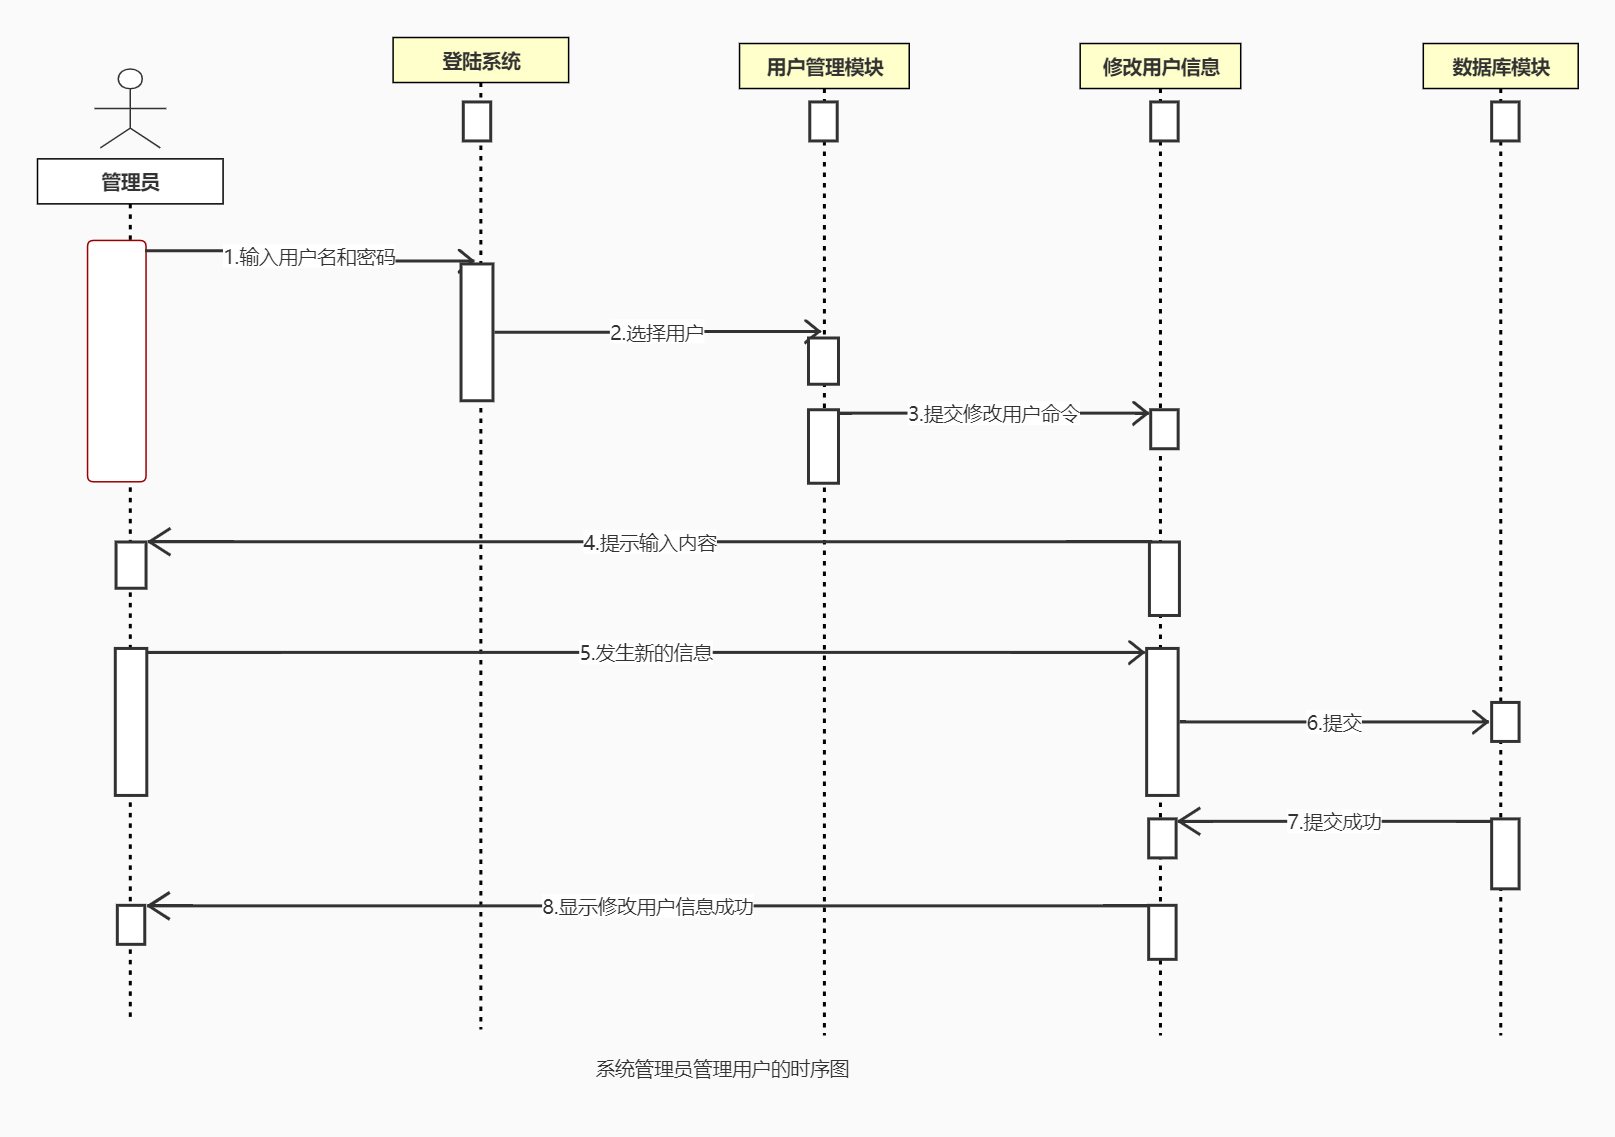 登陆系统
用户管理模块
修改用户信息
数据库模块
管理员
1.输入用户名和密码
2.选择用户
3.提交修改用户命令
4.提示输入内容
5.发生新的信息
6.提交
7.提交成功
8.显示修改用户信息成功
系统管理员管理用户的时序图